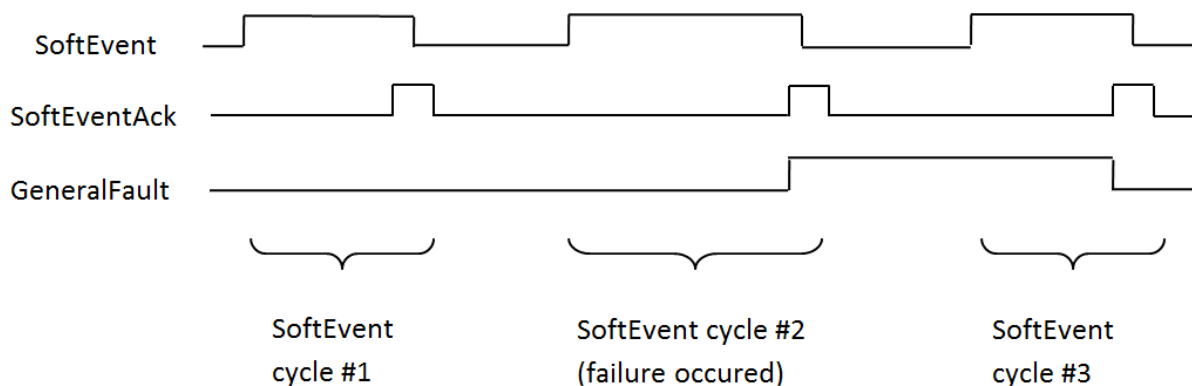 SoftEvent
SoftEventAck
GeneralFault
SoftEvent
cycle #1
SoftEvent cycle #2
(failure occured)
SoftEvent
cycle #3